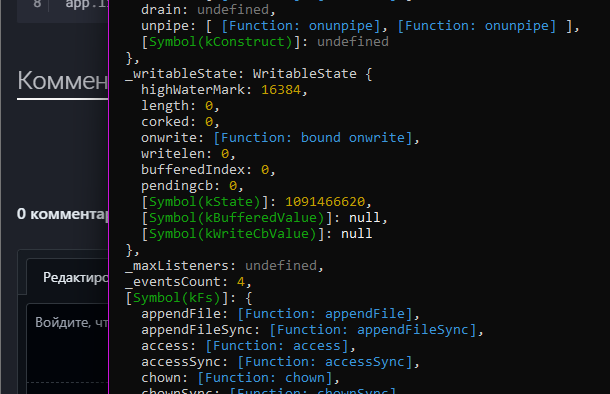 8 app.
Коммен
0 комментар
Редактиро
Войдите, чт
drain: undefined,
unpipe: [ [Function: onunpipe], [Function: onunpipe] ],
[Symbol(kConstruct)]: undefined
},
_writableState: WritableState {
highWaterMark: 16384,
length: 0,
corked: 0,
onwrite: [Function: bound onwrite],
writelen: 0,
bufferedIndex: 0,
pendingcb: 0,
[Symbol(kState)]: 1091466620,
[Symbol(kBufferedValue)]: null,
[Symbol(kWriteCbValue)]: null
},
_maxListeners: undefined,
_eventsCount: 4,
[Symbol(kFs)]: {
appendFile: [Function: appendFile],
appendFileSync: [Function: appendFileSync],
access: [Function: access],
accessSync: [Function: accessSync],
chown: [Function: chown],
chownSync: [Function: chownSync]